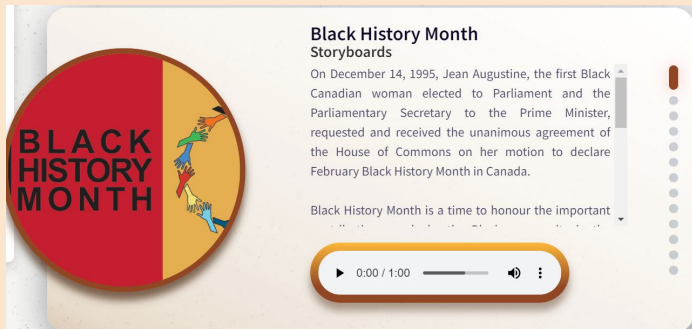 BLACK
HISTORY
MONTH
Black History Month
Storyboards
On December 14, 1995, Jean Augustine, the first Black
Canadian woman elected to Parliament and the
Parliamentary Secretary to the Prime Minister,
requested and received the unanimous agreement of
the House of Commons on her motion to declare
February Black History Month in Canada.
Black History Month is a time to honour the important
0:00 / 1:00